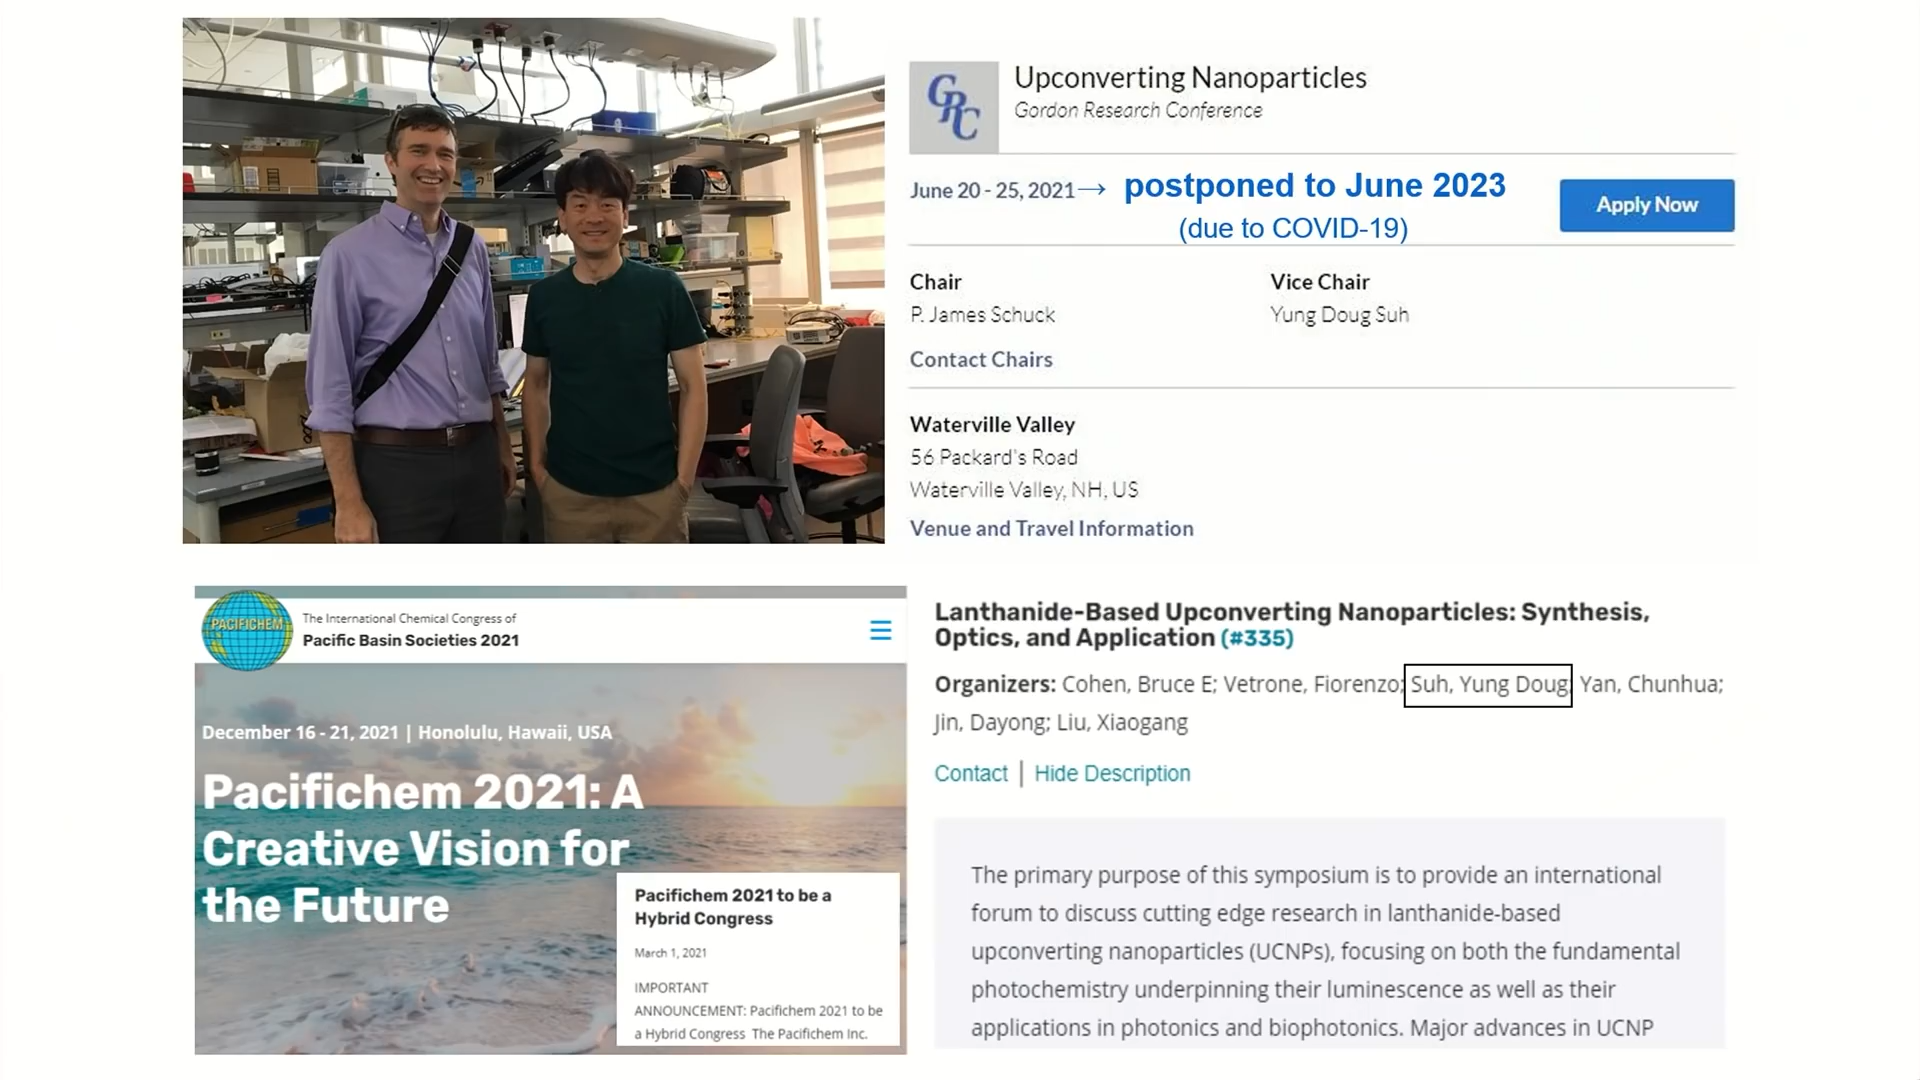 GRC
Upconverting Nanoparticles
Gordon Research Conference
June 20 - 25, 2021→ postponed to June 2023
(due to COVID-19)
Apply Now
Chair
Vice Chair
P. James Schuck
Yung Doug Suh
Contact Chairs
Waterville Valley
56 Packard's Road
Waterville Valley, NH, US
Venue and Travel Information
PACIFICHEM
The International Chemical Congress of
Pacific Basin Societies 2021
December 16 - 21, 2021 | Honolulu, Hawaii, USA
Pacifichem 2021: A
Creative Vision for
the Future
Pacifichem 2021 to be a
Hybrid Congress
March 1, 2021
IMPORTANT
ANNOUNCEMENT: Pacifichem 2021 to be
a Hybrid Congress The Pacifichem Inc.
Lanthanide-Based Upconverting Nanoparticles: Synthesis,
Optics, and Application (#335)
Organizers: Cohen, Bruce E; Vetrone, Fiorenzo; Suh, Yung Doug; Yan, Chunhua;
Jin, Dayong; Liu, Xiaogang
Contact | Hide Description
The primary purpose of this symposium is to provide an international
forum to discuss cutting edge research in lanthanide-based
upconverting nanoparticles (UCNPs), focusing on both the fundamental
photochemistry underpinning their luminescence as well as their
applications in photonics and biophotonics. Major advances in UCNP